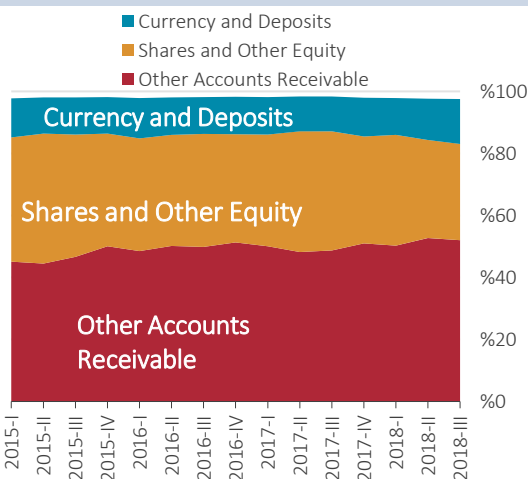 Currency and Deposits
Shares and Other Equity
Other Accounts Receivable
%100
%80
%60
%40
%20
%0
Currency and Deposits
Shares and Other Equity
Other Accounts
Receivable
2015-I
2015-II
2015-III
2015-IV
2016-I
2016-II
2016-III
2016-IV
2017-I
2017-II
2017-III
2017-IV
2018-I
2018-II
2018-III